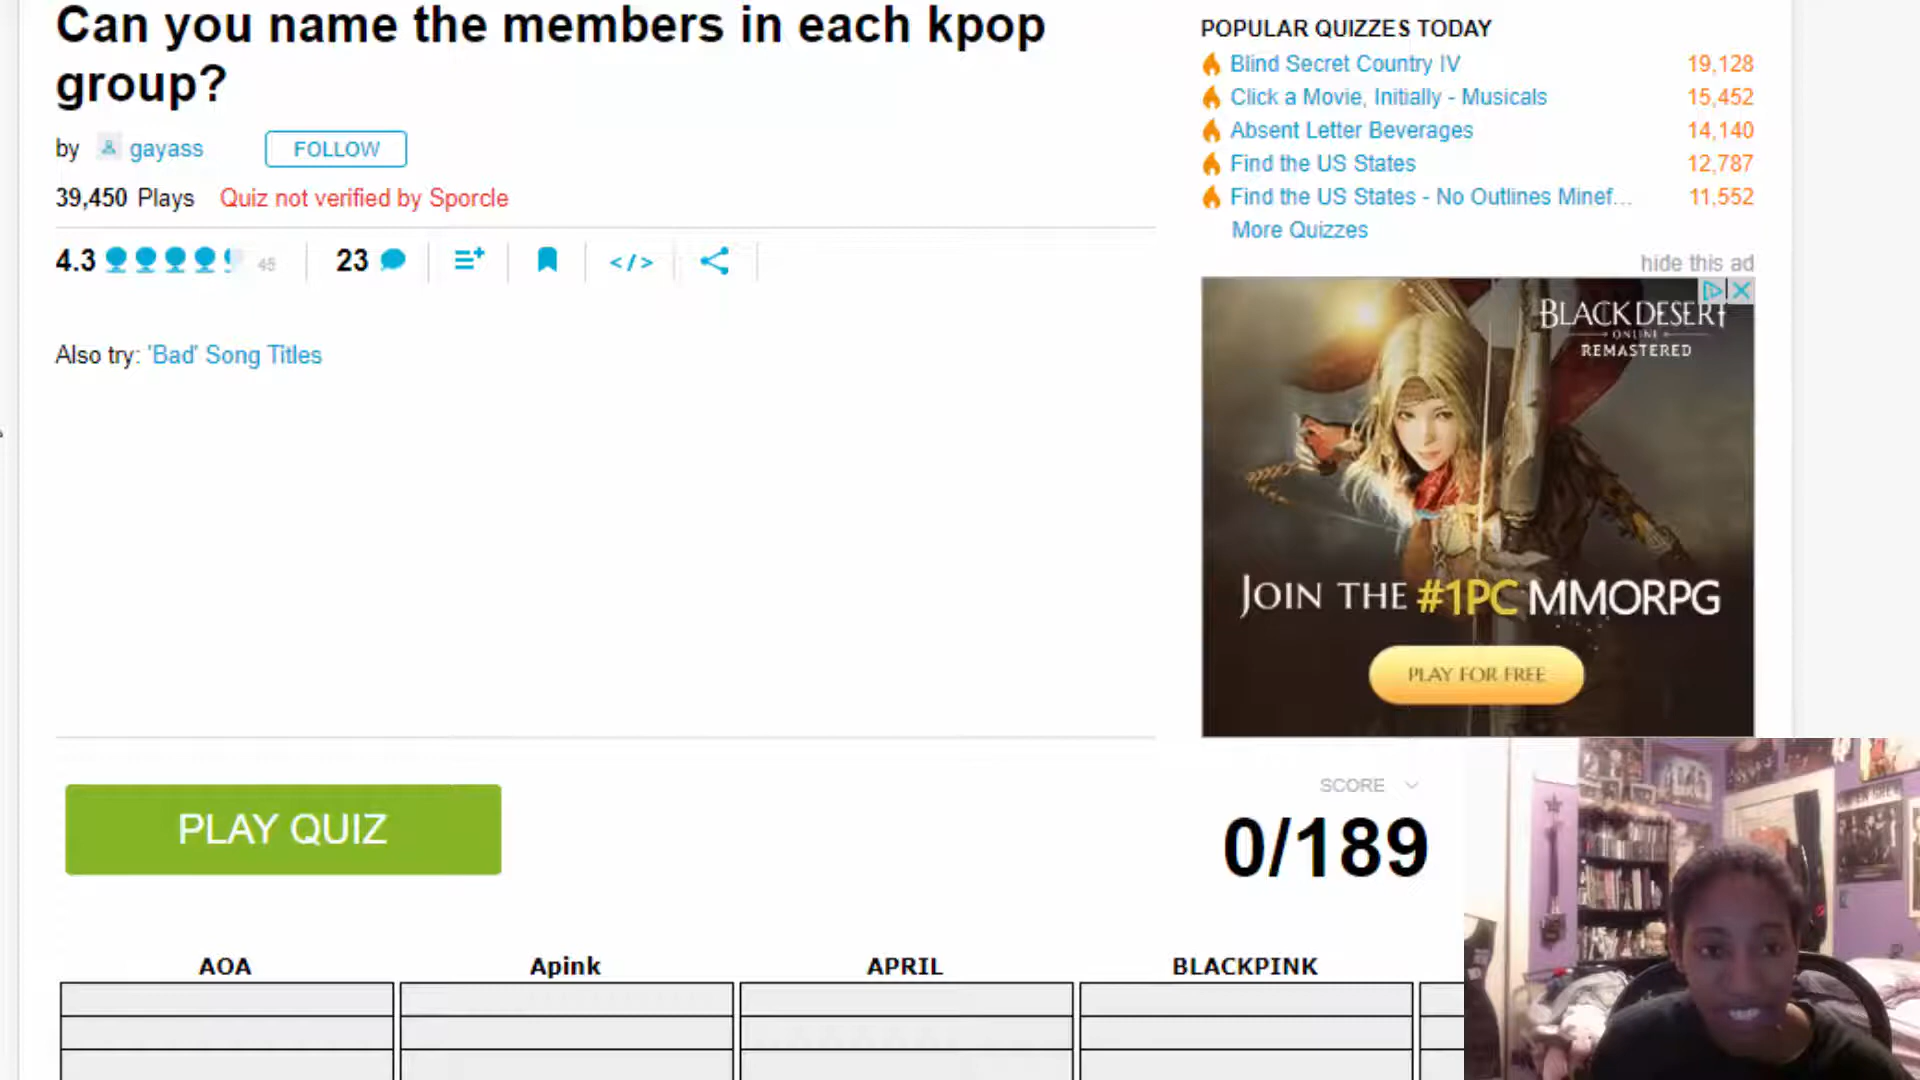 Can you name the members in each kpop
group?
by gayass FOLLOW
39,450 Plays Quiz not verified by Sporcle
4.3 45 23 </>
Also try: 'Bad' Song Titles
POPULAR QUIZZES TODAY
Blind Secret Country IV 19,128
Click a Movie, Initially - Musicals 15,452
Absent Letter Beverages 14,140
Find the US States 12,787
Find the US States - No Outlines Minef... 11,552
More Quizzes
hide this ad
BLACK DESERT
ONLINE
REMASTERED
JOIN THE #1PC MMORPG
PLAY FOR FREE
PLAY QUIZ
SCORE
0/189
AOA Apink APRIL BLACKPINK